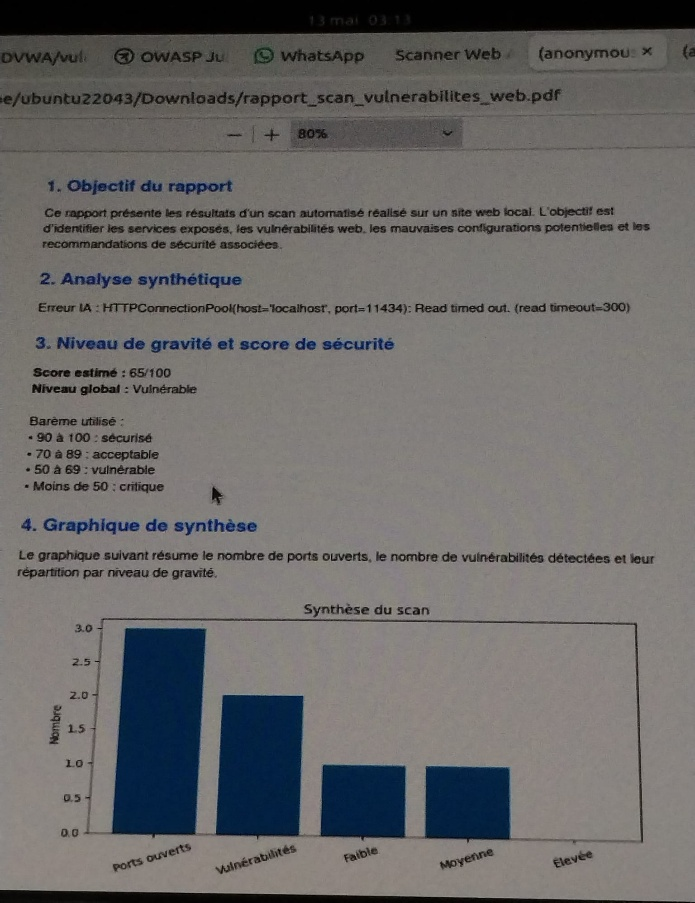 13 mai 03:13
DVWA/vul
OWASP Ju
WhatsApp
Scanner Web
(anonymou: ×
e/ubuntu22043/Downloads/rapport_scan_vulnerabilites_web.pdf
− + 80%
1. Objectif du rapport
Ce rapport présente les résultats d'un scan automatisé réalisé sur un site web local. L'objectif est
d'identifier les services exposés, les vulnérabilités web, les mauvaises configurations potentielles et les
recommandations de sécurité associées.
2. Analyse synthétique
Erreur IA : HTTPConnectionPool(host='localhost', port=11434): Read timed out. (read timeout=300)
3. Niveau de gravité et score de sécurité
Score estimé : 65/100
Niveau global : Vulnérable
Barème utilisé :
• 90 à 100 : sécurisé
• 70 à 89 : acceptable
• 50 à 69 : vulnérable
• Moins de 50 : critique
4. Graphique de synthèse
Le graphique suivant résume le nombre de ports ouverts, le nombre de vulnérabilités détectées et leur
répartition par niveau de gravité.
Synthèse du scan
Nombre
3.0
2.5
2.0
1.5
1.0
0.5
0.0
Ports ouverts
Vulnérabilités
Faible
Moyenne
Élevée